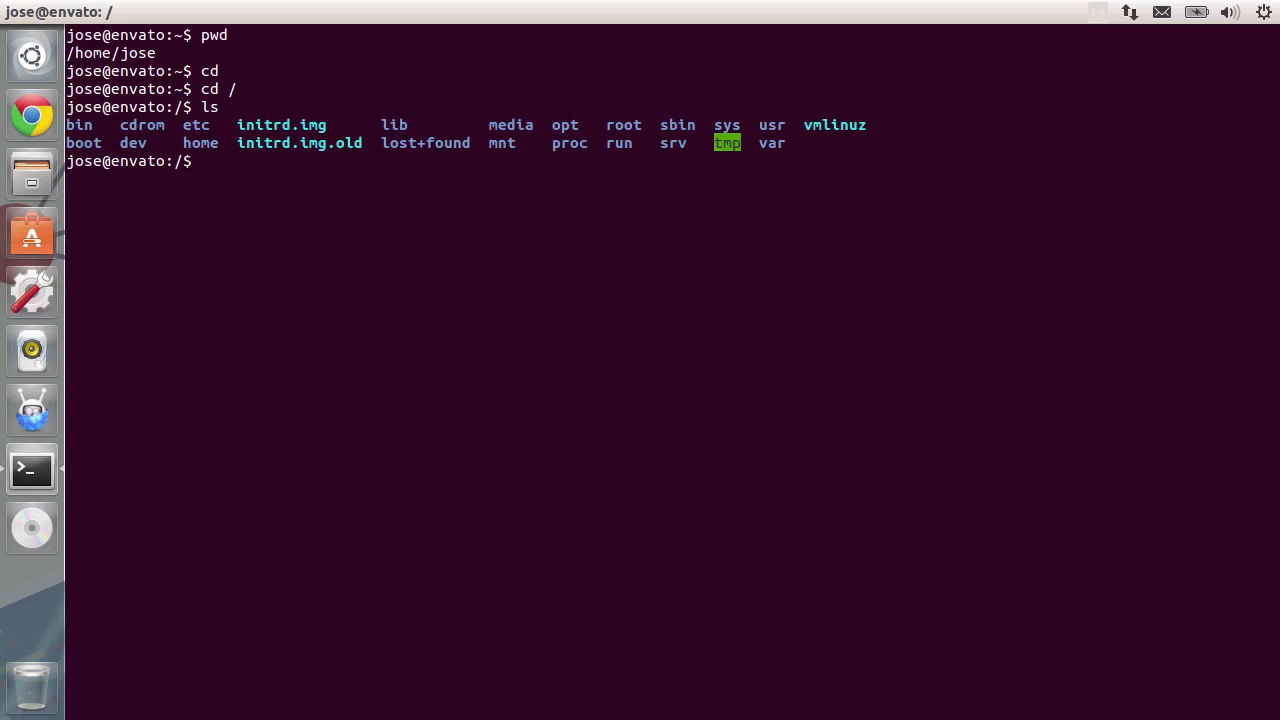 jose@envato: /
jose@envato:~$ pwd
/home/jose
jose@envato:~$ cd
jose@envato:~$ cd /
jose@envato:/$ ls
bin   cdrom  etc   initrd.img      lib         media  opt   root  sbin  sys  usr  vmlinuz
boot  dev    home  initrd.img.old  lost+found  mnt    proc  run   srv   tmp  var
jose@envato:/$